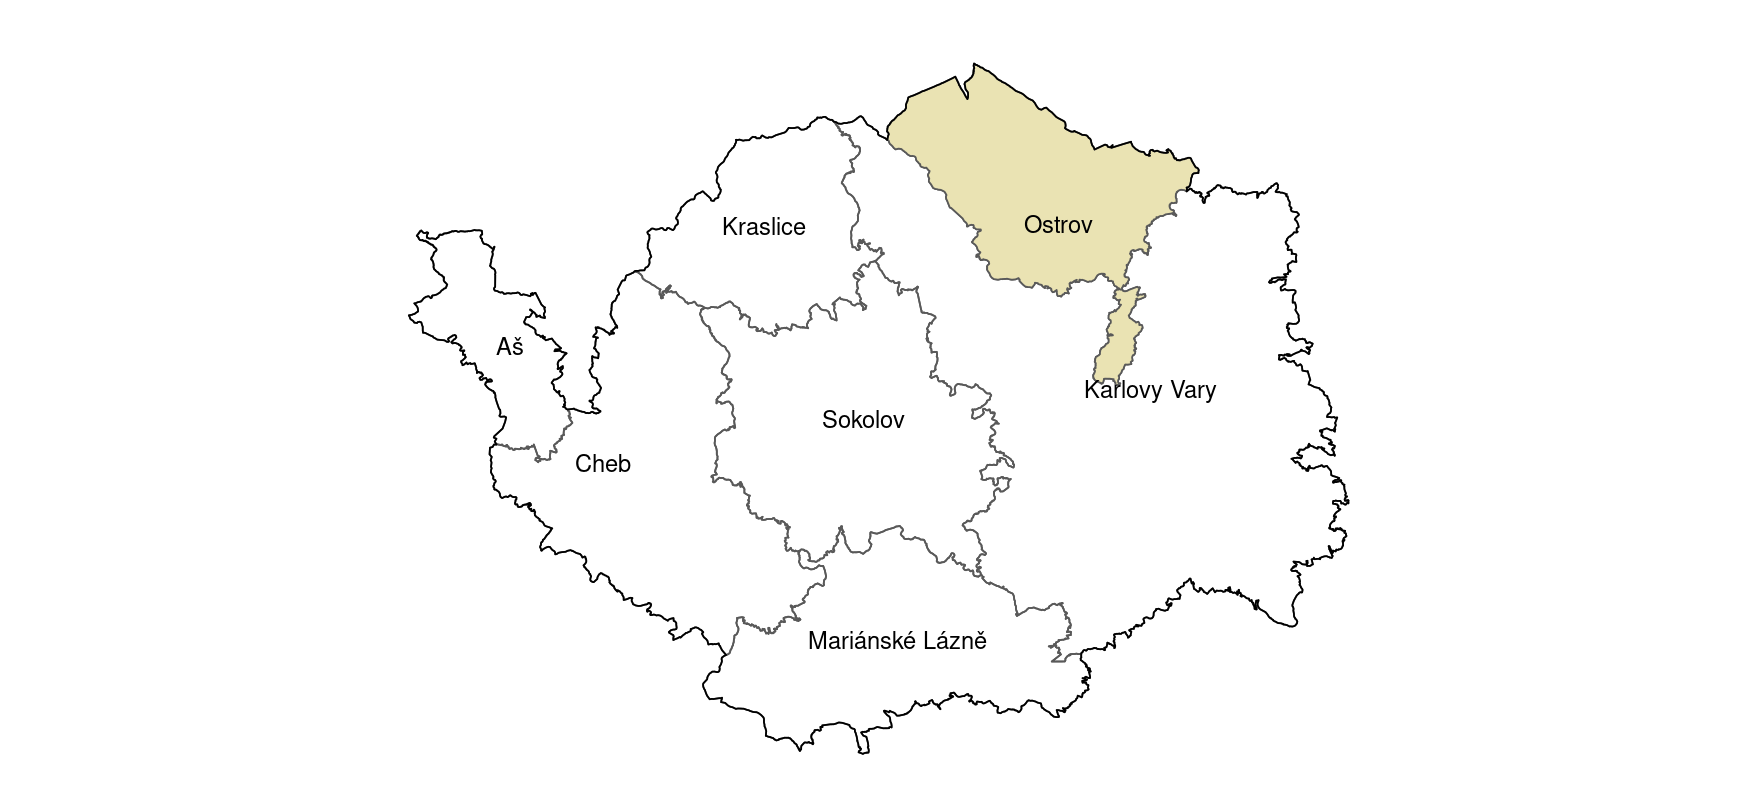 Ostrov
Kraslice
Aš
Karlovy Vary
Sokolov
Cheb
Mariánské Lázně